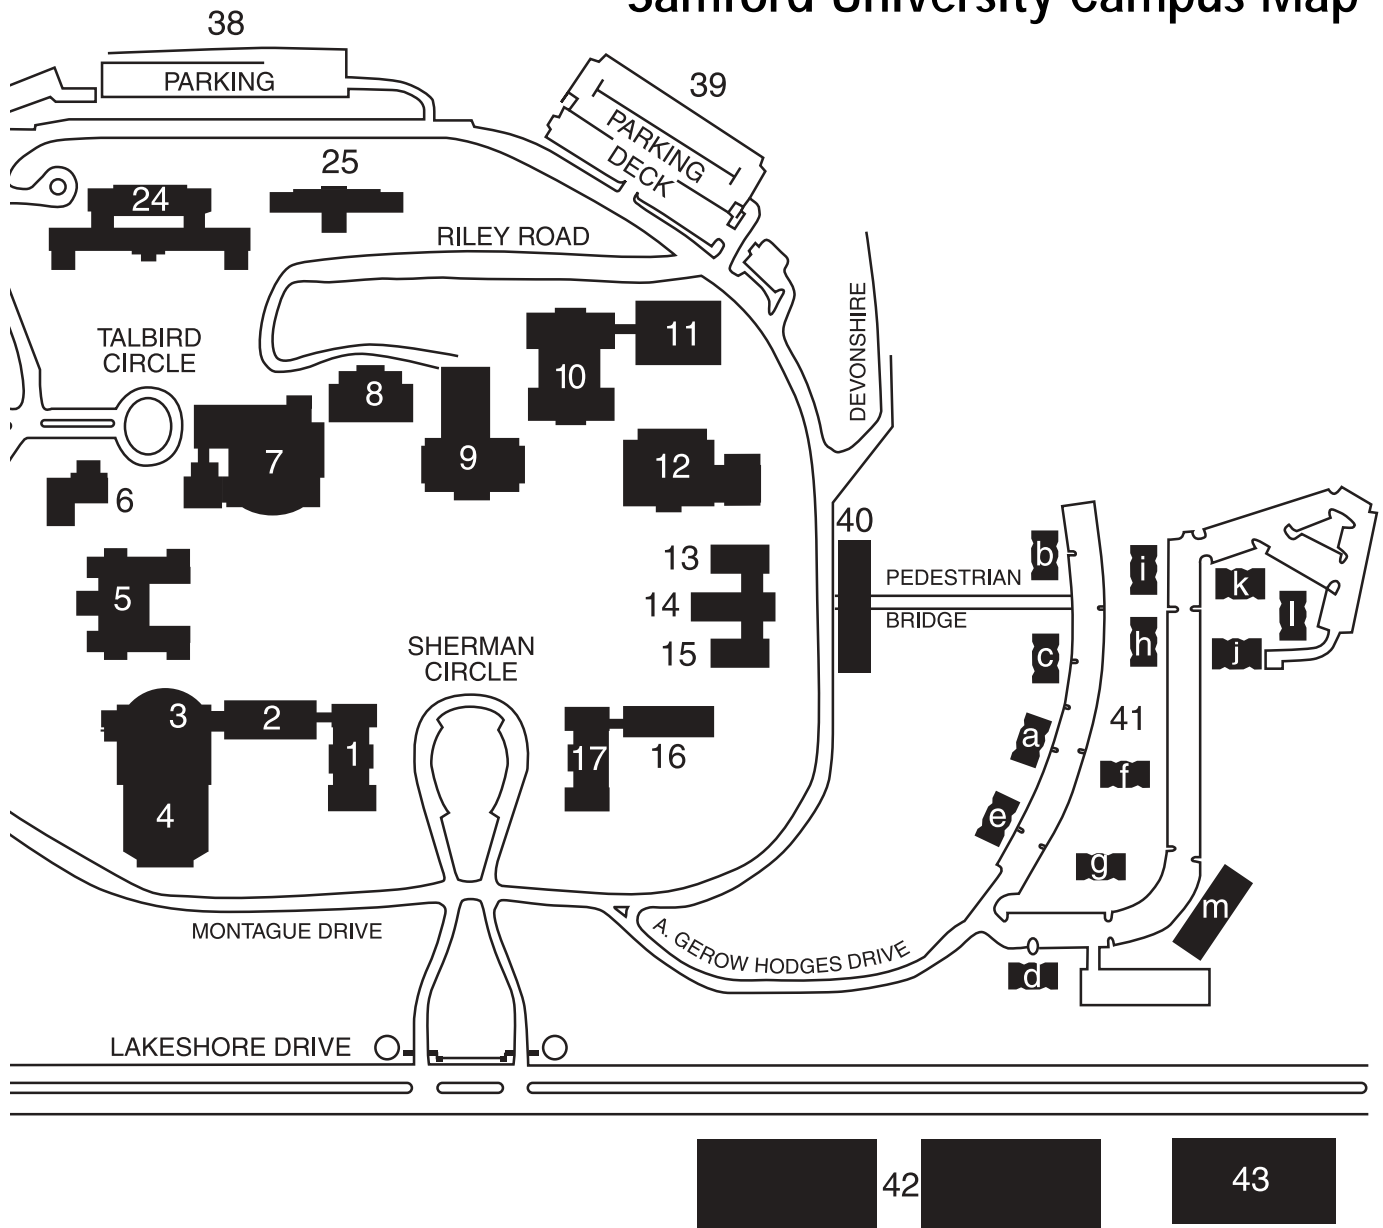 Samford University Campus Map
38
PARKING
39
PARKING
DECK
25
24
RILEY ROAD
DEVONSHIRE
TALBIRD
CIRCLE
11
10
8
7
9
12
6
40
13
PEDESTRIAN
BRIDGE
14
15
5
b
i
k
l
h
j
c
SHERMAN
CIRCLE
3
2
1
17
16
41
a
f
4
e
g
m
MONTAGUE DRIVE
A. GEROW HODGES DRIVE
d
LAKESHORE DRIVE
42
43